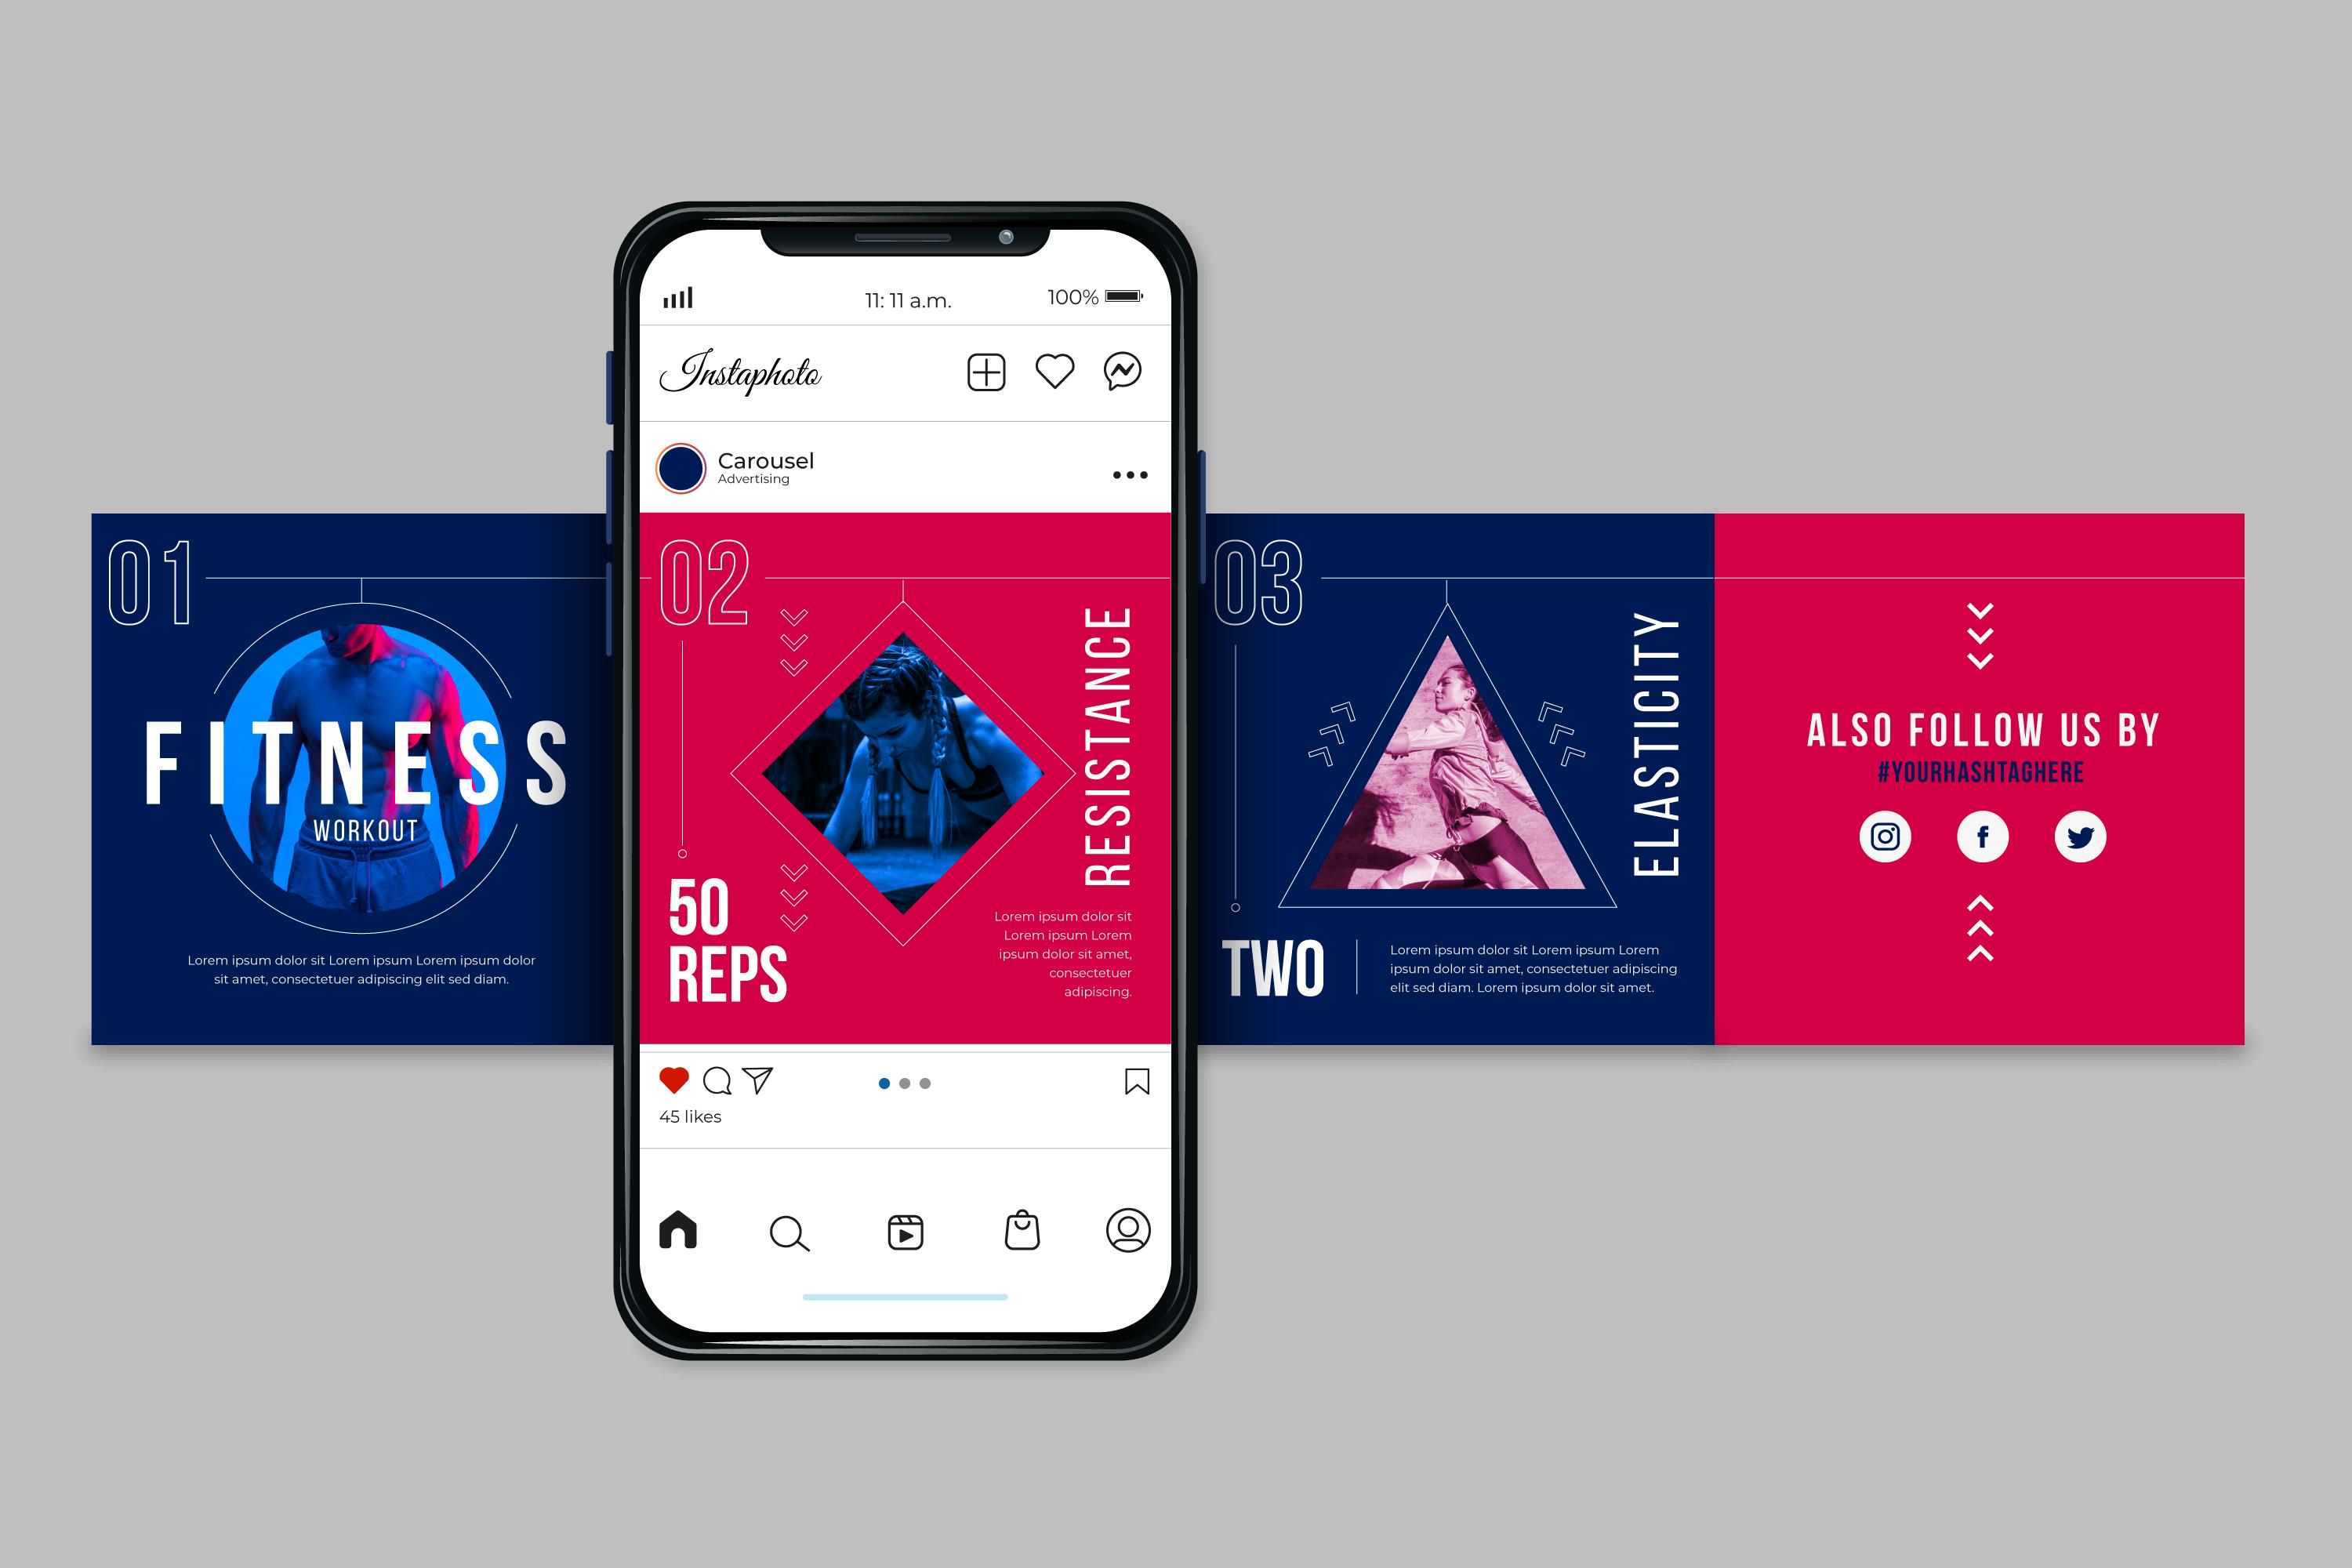 11: 11 a.m.
100%
Instaphoto
Carousel
Advertising
01
FITNESS
WORKOUT
Lorem ipsum dolor sit Lorem ipsum Lorem ipsum dolor
sit amet, consectetuer adipiscing elit sed diam.
02
RESISTANCE
50
REPS
Lorem ipsum dolor sit
Lorem ipsum Lorem
ipsum dolor sit amet,
consectetuer
adipiscing.
45 likes
03
ELASTICITY
TWO
Lorem ipsum dolor sit Lorem ipsum Lorem
ipsum dolor sit amet, consectetuer adipiscing
elit sed diam. Lorem ipsum dolor sit amet.
ALSO FOLLOW US BY
#YOURHASHTAGHERE